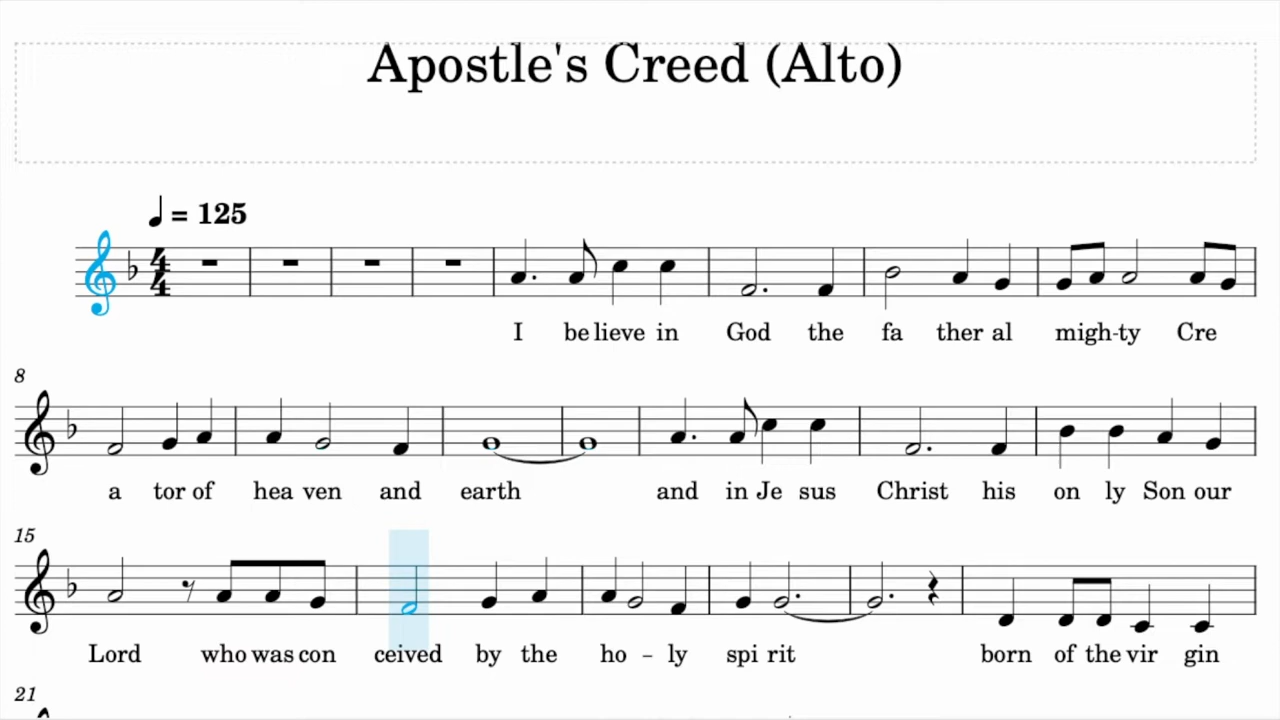 Apostle's Creed (Alto)
♩ = 125
I be lieve in God the fa ther al migh-ty Cre
8
a tor of hea ven and earth and in Je sus Christ his on ly Son our
15
Lord who was con ceived by the ho - ly spi rit born of the vir gin
21